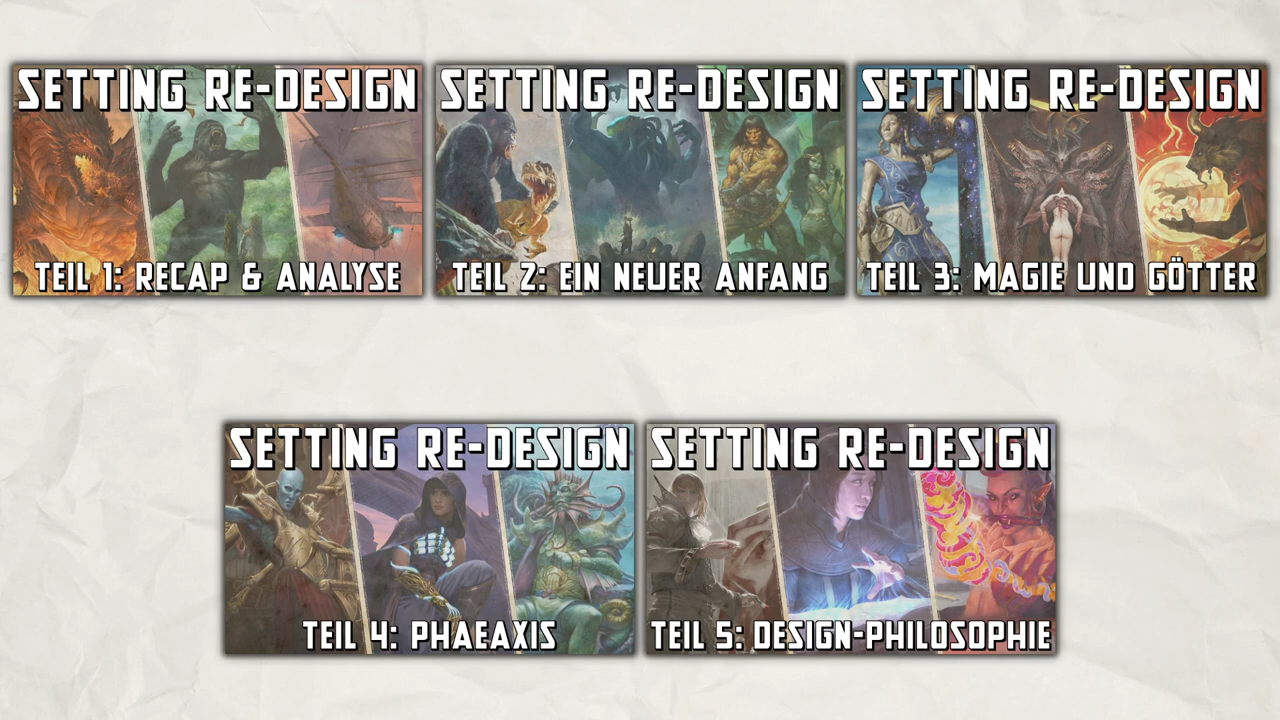 SETTING RE-DESIGN
TEIL 1: RECAP & ANALYSE
SETTING RE-DESIGN
TEIL 2: EIN NEUER ANFANG
SETTING RE-DESIGN
TEIL 3: MAGIE UND GÖTTER
SETTING RE-DESIGN
TEIL 4: PHAEAXIS
SETTING RE-DESIGN
TEIL 5: DESIGN-PHILOSOPHIE